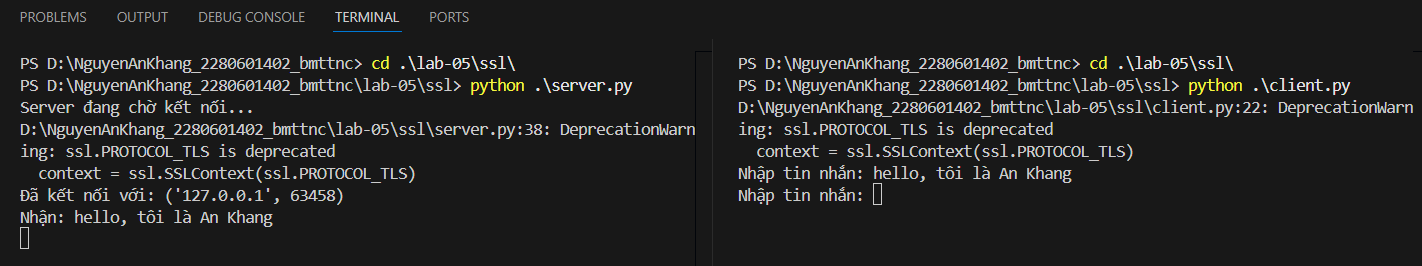 PROBLEMS OUTPUT DEBUG CONSOLE TERMINAL PORTS
PS D:\NguyenAnKhang_2280601402_bmttnc> cd .\lab-05\ssl\
PS D:\NguyenAnKhang_2280601402_bmttnc\lab-05\ssl> python .\server.py
Server đang chờ kết nối...
D:\NguyenAnKhang_2280601402_bmttnc\lab-05\ssl\server.py:38: DeprecationWarn
ing: ssl.PROTOCOL_TLS is deprecated
  context = ssl.SSLContext(ssl.PROTOCOL_TLS)
Đã kết nối với: ('127.0.0.1', 63458)
Nhận: hello, tôi là An Khang
PS D:\NguyenAnKhang_2280601402_bmttnc> cd .\lab-05\ssl\
PS D:\NguyenAnKhang_2280601402_bmttnc\lab-05\ssl> python .\client.py
D:\NguyenAnKhang_2280601402_bmttnc\lab-05\ssl\client.py:22: DeprecationWarn
ing: ssl.PROTOCOL_TLS is deprecated
  context = ssl.SSLContext(ssl.PROTOCOL_TLS)
Nhập tin nhắn: hello, tôi là An Khang
Nhập tin nhắn: